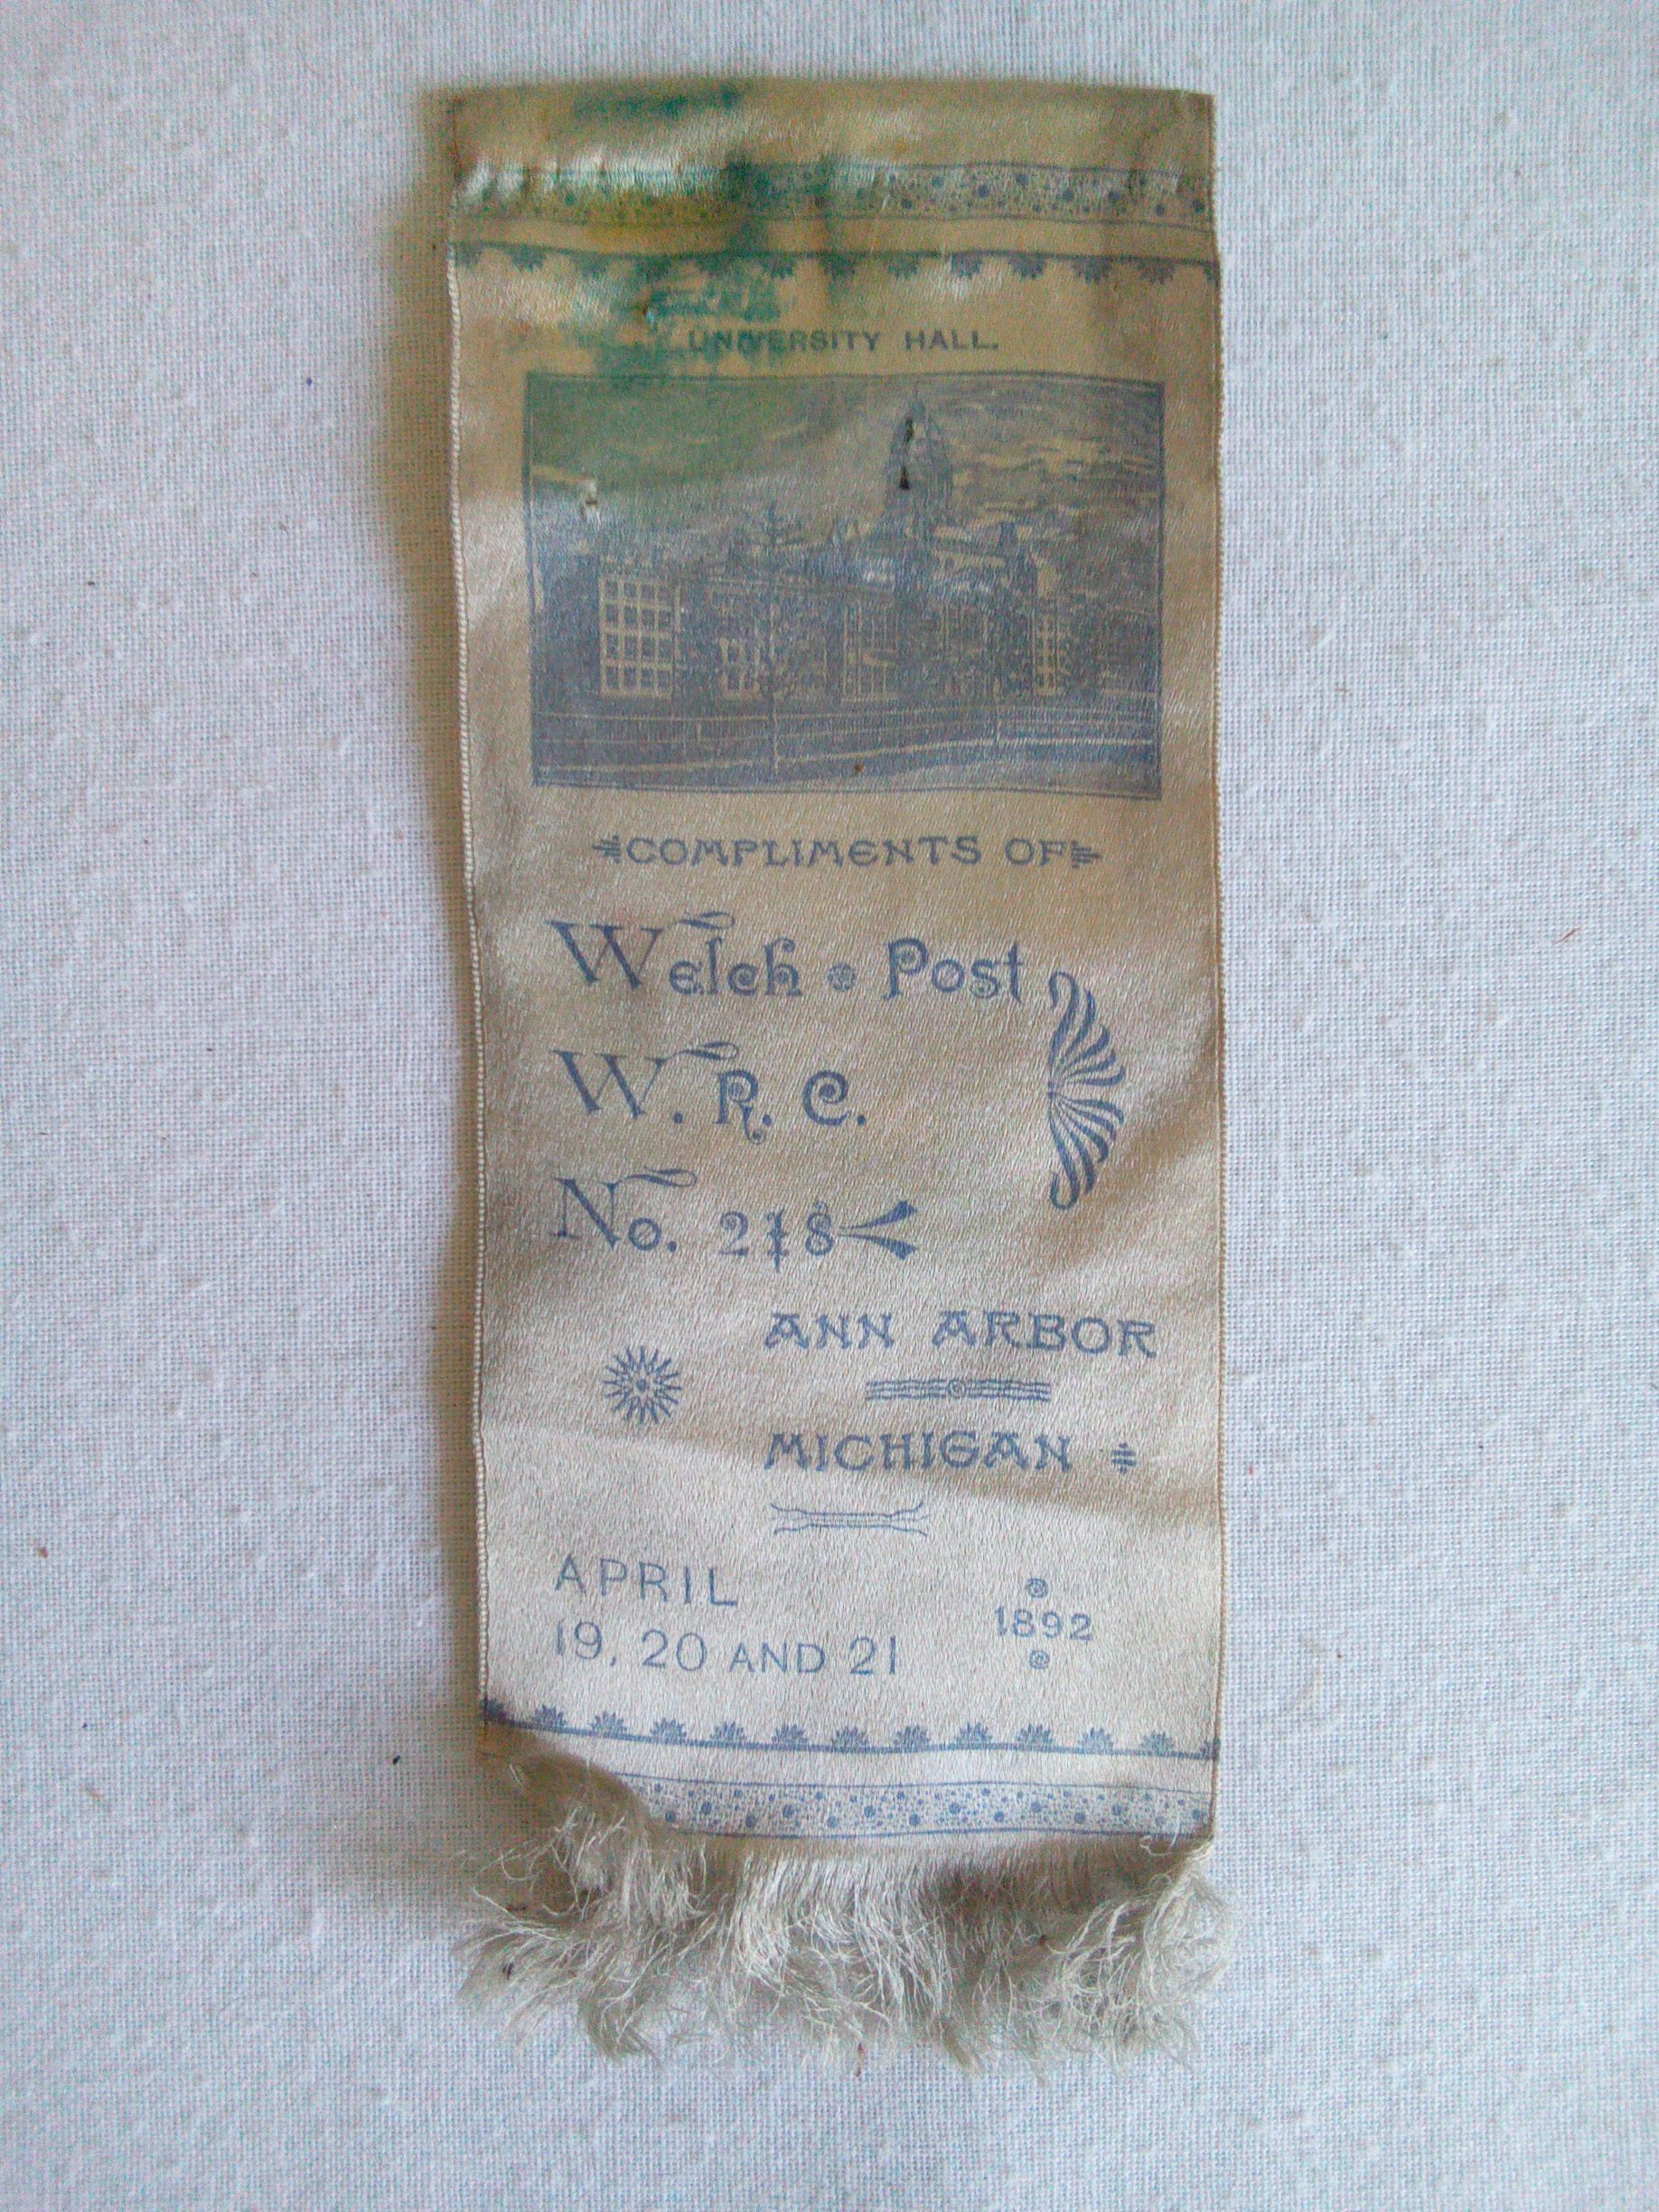 UNIVERSITY HALL.
COMPLIMENTS OF
Welch Post
W. R. C.
No. 218
ANN ARBOR
MICHIGAN
APRIL
19, 20 AND 21
1892